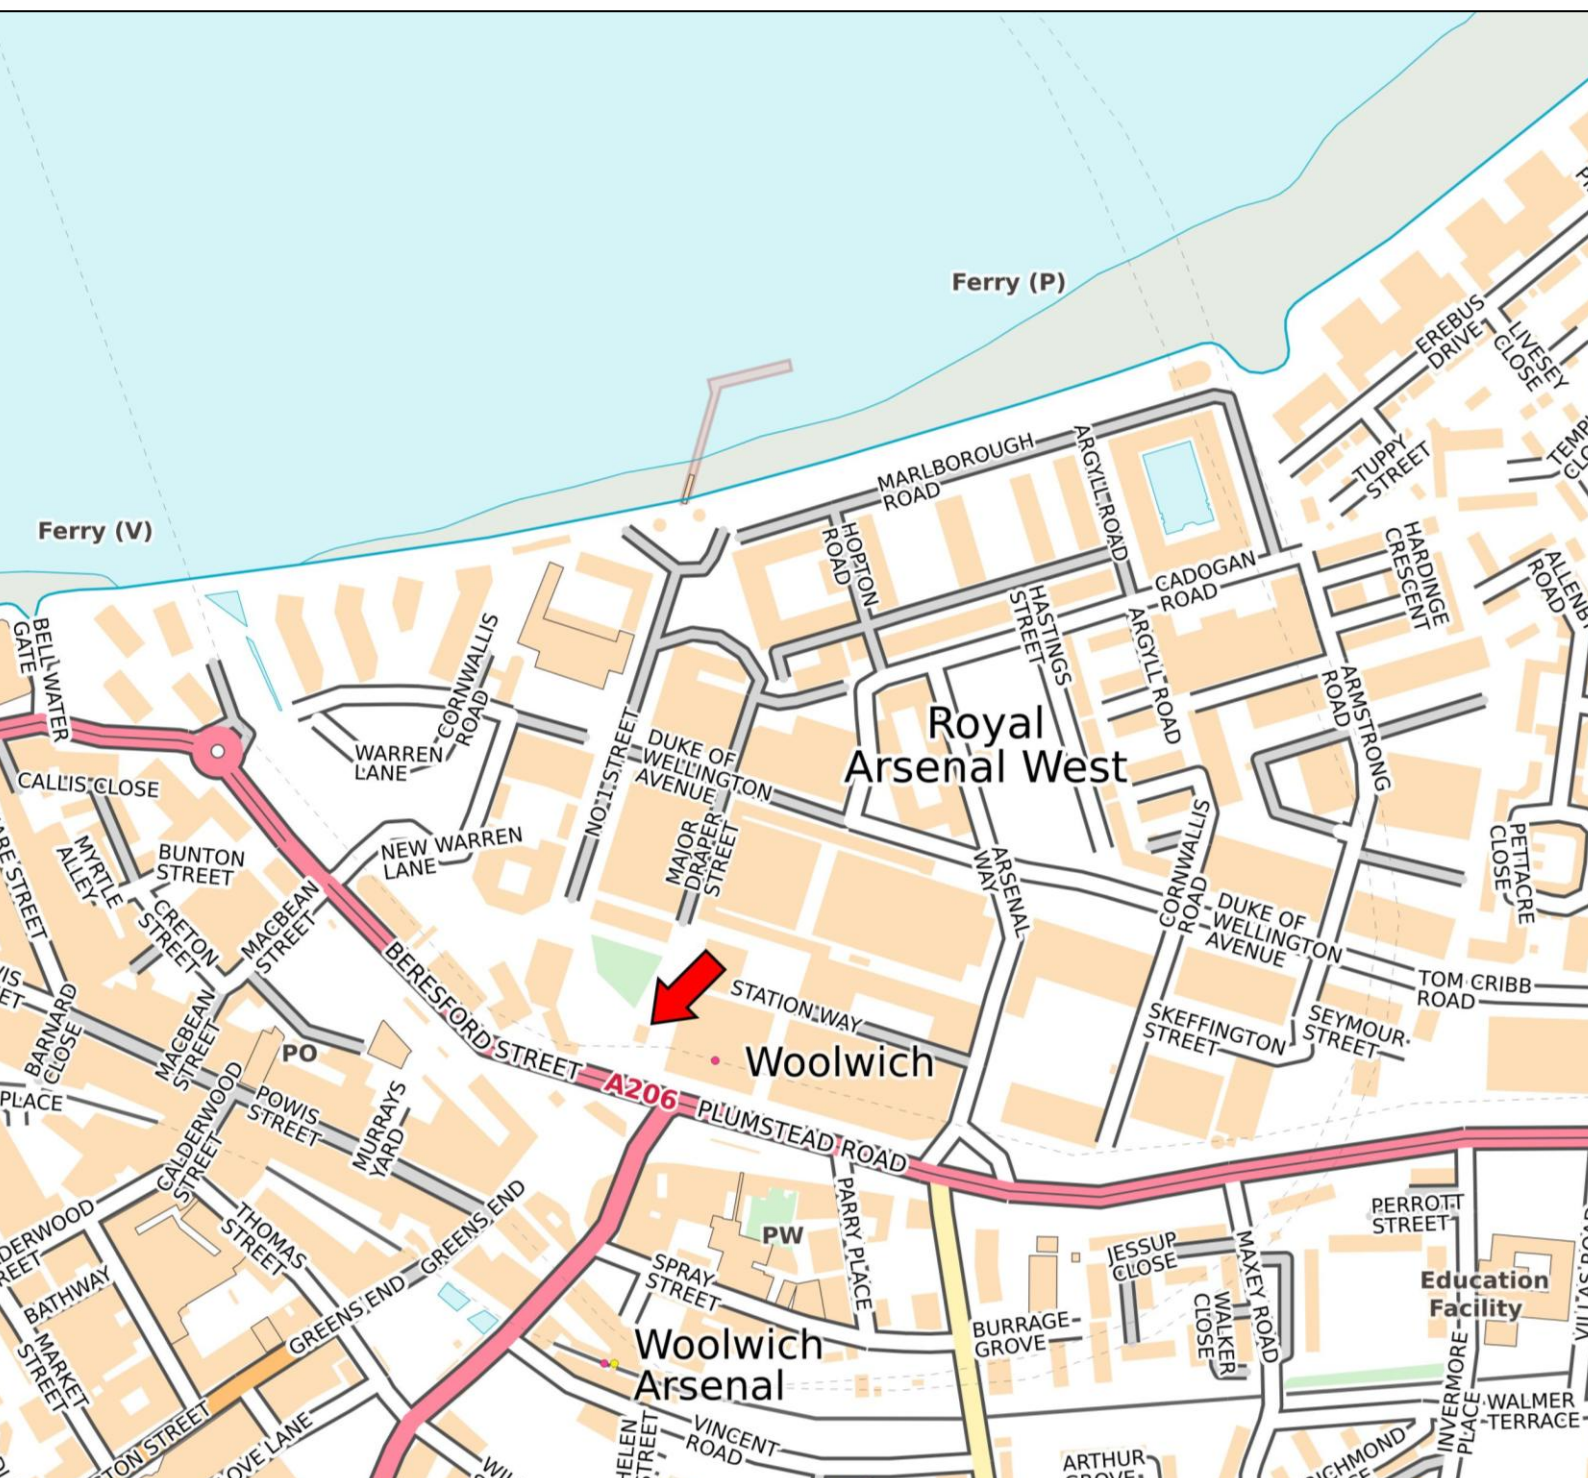 Ferry (P)
EREBUS
DRIVE
LIVESEY
CLOSE
TUPPY
STREET
MARLBOROUGH
ROAD
ARGYLL ROAD
Ferry (V)
HOPTON
ROAD
CADOGAN
ROAD
HARDINGE
CRESCENT
ROAD
HASTINGS
STREET
BELL WATER
GATE
CORNWALLIS
ROAD
ARGYLL ROAD
ARMSTRONG
ROAD
Royal
Arsenal West
WARREN
LANE
NO 1 STREET
DUKE OF
WELLINGTON
AVENUE
CALLIS CLOSE
MAJOR
DRAPER
STREET
NEW WARREN
LANE
BUNTON
STREET
MYRTLE
ALLEY
CRETON
STREET
MACBEAN
STREET
ARSENAL
WAY
CORNWALLIS
ROAD
PETTACRE
CLOSE
DUKE OF
WELLINGTON
AVENUE
TOM CRIBB
ROAD
BERESFORD STREET
STATION WAY
SKEFFINGTON
STREET
SEYMOUR
STREET
BARNARD
CLOSE
MACBEAN
STREET
PO
Woolwich
A206
PLUMSTEAD ROAD
PLACE
POWIS
STREET
CALDERWOOD
STREET
MURRAYS
YARD
PARRY PLACE
PW
PERROTT
STREET
JESSUP
CLOSE
MAXEY ROAD
THOMAS
STREET
GREENS END
GREENS END
SPRAY
STREET
Education
Facility
BATHWAY
BURRAGE
GROVE
WALKER
CLOSE
Woolwich
Arsenal
MARKET
STREET
INVERMORE
PLACE
WALMER
TERRACE
VINCENT
ROAD
HELEN
STREET
ARTHUR
GROVE